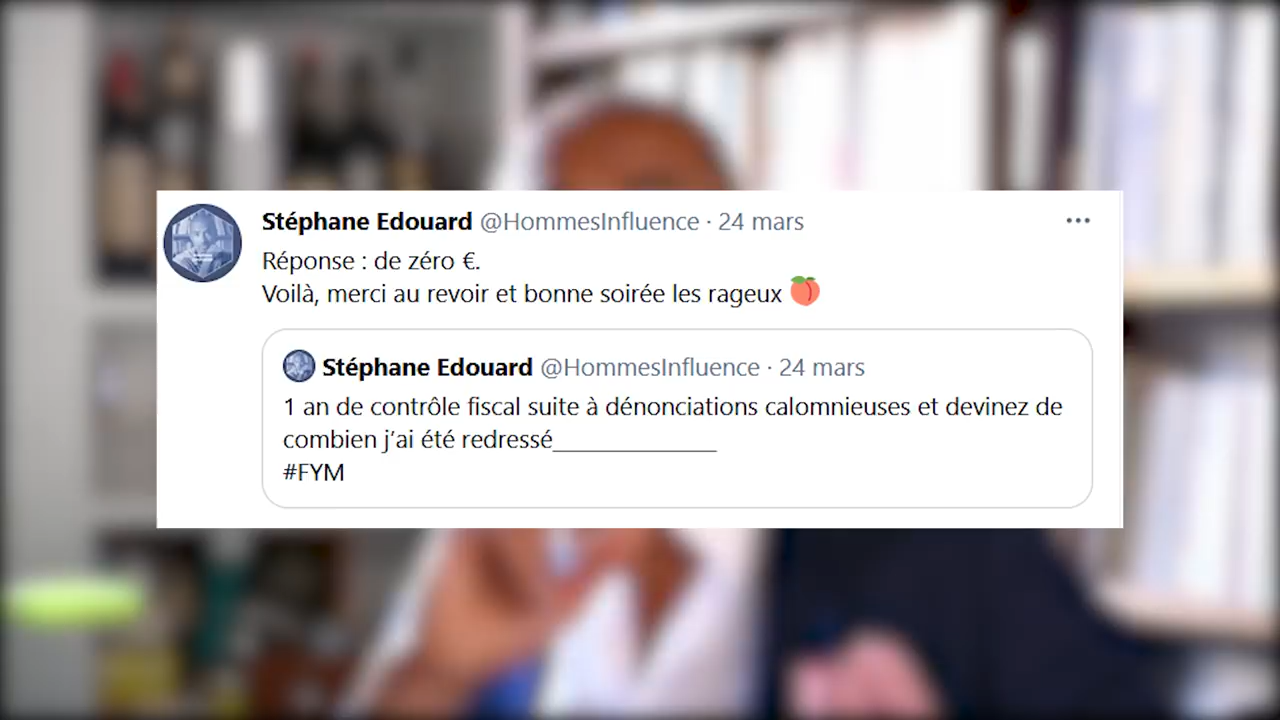 Stéphane Edouard @HommesInfluence · 24 mars
Réponse : de zéro €.
Voilà, merci au revoir et bonne soirée les rageux 🍑
Stéphane Edouard @HommesInfluence · 24 mars
1 an de contrôle fiscal suite à dénonciations calomnieuses et devinez de
combien j’ai été redressé______________
#FYM